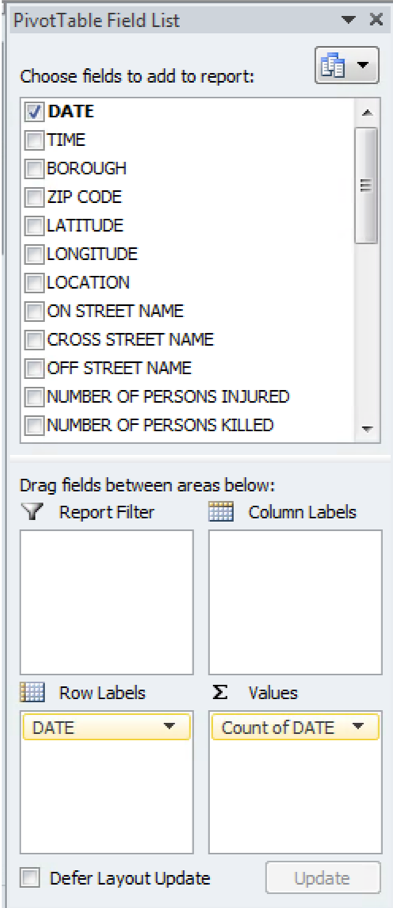 PivotTable Field List
Choose fields to add to report:
DATE
TIME
BOROUGH
ZIP CODE
LATITUDE
LONGITUDE
LOCATION
ON STREET NAME
CROSS STREET NAME
OFF STREET NAME
NUMBER OF PERSONS INJURED
NUMBER OF PERSONS KILLED
Drag fields between areas below:
Report Filter
Column Labels
Row Labels
Σ Values
DATE
Count of DATE
Defer Layout Update
Update